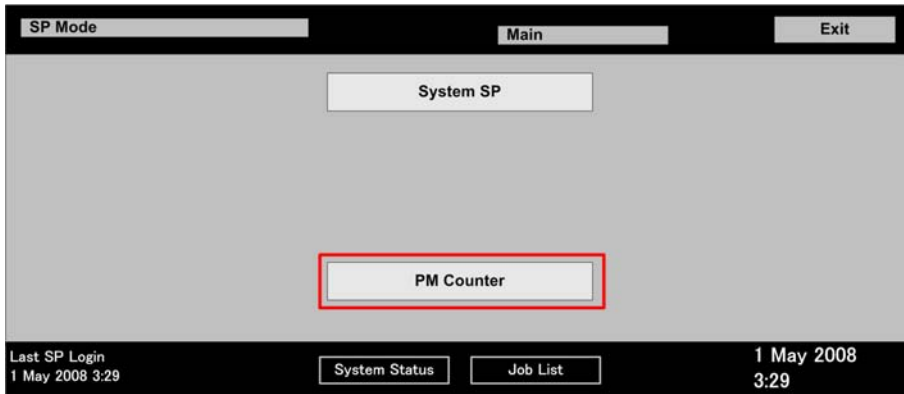 SP Mode
Main
Exit
System SP
PM Counter
Last SP Login
1 May 2008 3:29
System Status
Job List
1 May 2008
3:29